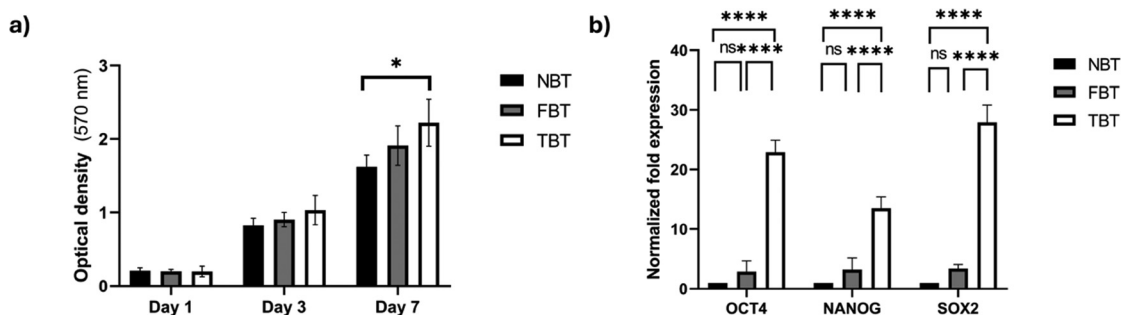 a)
Optical density (570 nm)
3
2
1
0
*
Day 1 Day 3 Day 7
NBT
FBT
TBT
b)
Normalized fold expression
40
30
20
10
0
**** **** ****
ns **** ns **** ns ****
OCT4 NANOG SOX2
NBT
FBT
TBT